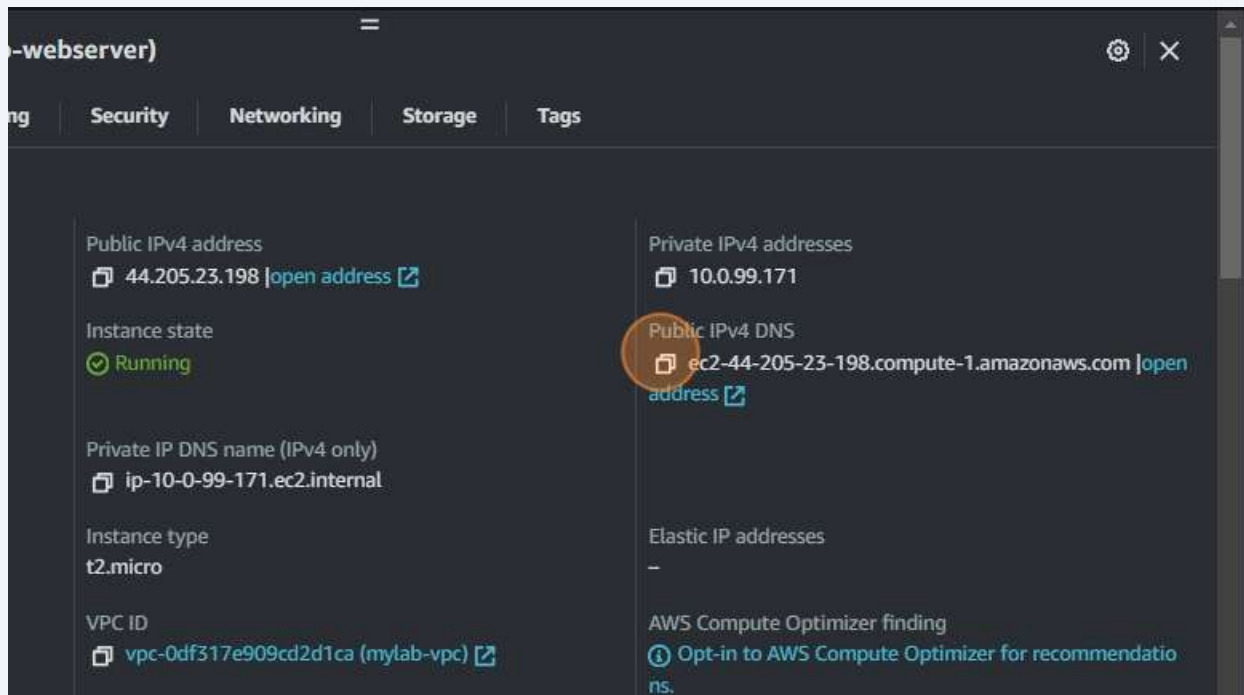 -webserver)
ng Security Networking Storage Tags
Public IPv4 address
44.205.23.198 |open address
Private IPv4 addresses
10.0.99.171
Instance state
Running
Public IPv4 DNS
ec2-44-205-23-198.compute-1.amazonaws.com |open
address
Private IP DNS name (IPv4 only)
ip-10-0-99-171.ec2.internal
Instance type
t2.micro
Elastic IP addresses
–
VPC ID
vpc-0df317e909cd2d1ca (mylab-vpc)
AWS Compute Optimizer finding
Opt-in to AWS Compute Optimizer for recommendatio
ns.